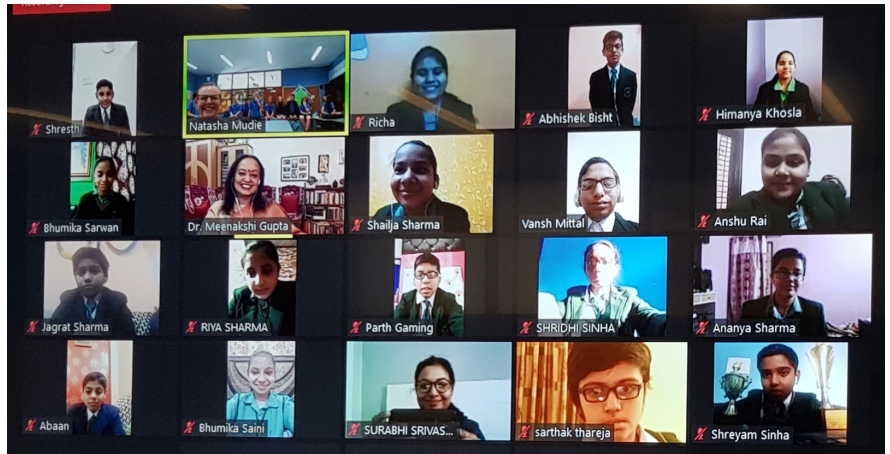 Recording
Shresth
Natasha Mudie
Richa
Abhishek Bisht
Himanya Khosla
Bhumika Sarwan
Dr. Meenakshi Gupta
Shailja Sharma
Vansh Mittal
Anshu Rai
Jagrat Sharma
RIYA SHARMA
Parth Gaming
SHRIDHI SINHA
Ananya Sharma
Abaan
Bhumika Saini
SURABHI SRIVAS...
sarthak thareja
Shreyam Sinha